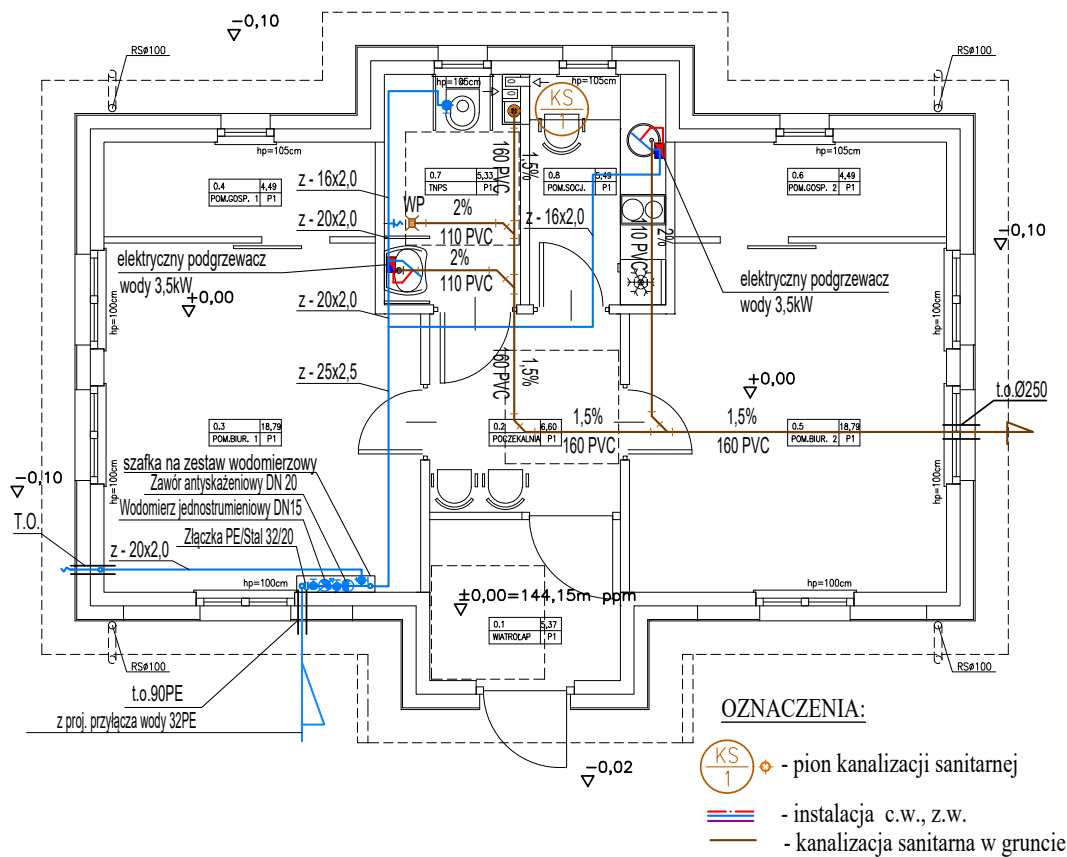 −0,10
RSø100
RSø100
hp=105cm
hp=105cm
KS
1
hp=105cm
hp=105cm
160 PVC
1,5%
z - 16x2,0
0.4 4,49
POM.GOSP. 1 P1
0.7 5,33
TNPS P1
0.8 5,49
POM.SOCJ. P1
0.6 4,49
POM.GOSP. 2 P1
WP
2%
110 PVC
z - 20x2,0
z - 16x2,0
110 PVC
2%
−0,10
elektryczny podgrzewacz
wody 3,5kW
2%
110 PVC
elektryczny podgrzewacz
wody 3,5kW
±0,00
hp=100cm
z - 20x2,0
hp=100cm
160 PVC
1,5%
z - 25x2,5
±0,00
t.o.Ø250
1,5%
160 PVC
1,5%
160 PVC
0.3 18,79
POM.BIUR. 1 P1
0.2 6,60
POCZEKALNIA P1
0.5 18,79
POM.BIUR. 2 P1
szafka na zestaw wodomierzowy
−0,10
Zawór antyskażeniowy DN 20
hp=100cm
hp=100cm
Wodomierz jednostrumieniowy DN15
T.O.
Złączka PE/Stal 32/20
z - 20x2,0
hp=100cm
hp=100cm
±0,00=144,15m ppm
0.1 5,37
WIATROŁAP P1
RSø100
RSø100
t.o.90PE
z proj. przyłącza wody 32PE
−0,02
OZNACZENIA:
KS
1
- pion kanalizacji sanitarnej
- instalacja c.w., z.w.
- kanalizacja sanitarna w gruncie